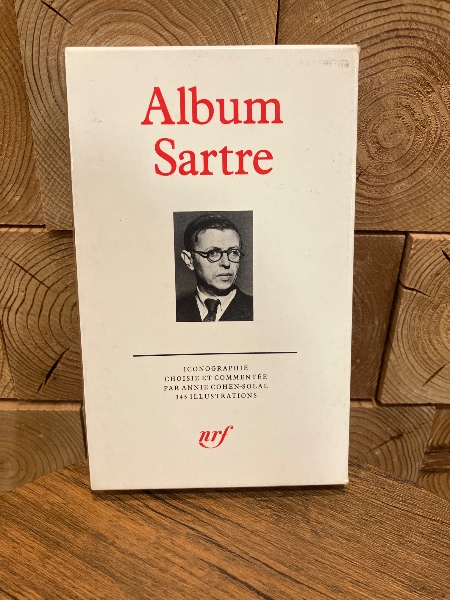 Album
Sartre
ICONOGRAPHIE
CHOISIE ET COMMENTÉE
PAR ANNIE COHEN-SOLAL
345 ILLUSTRATIONS
nrf